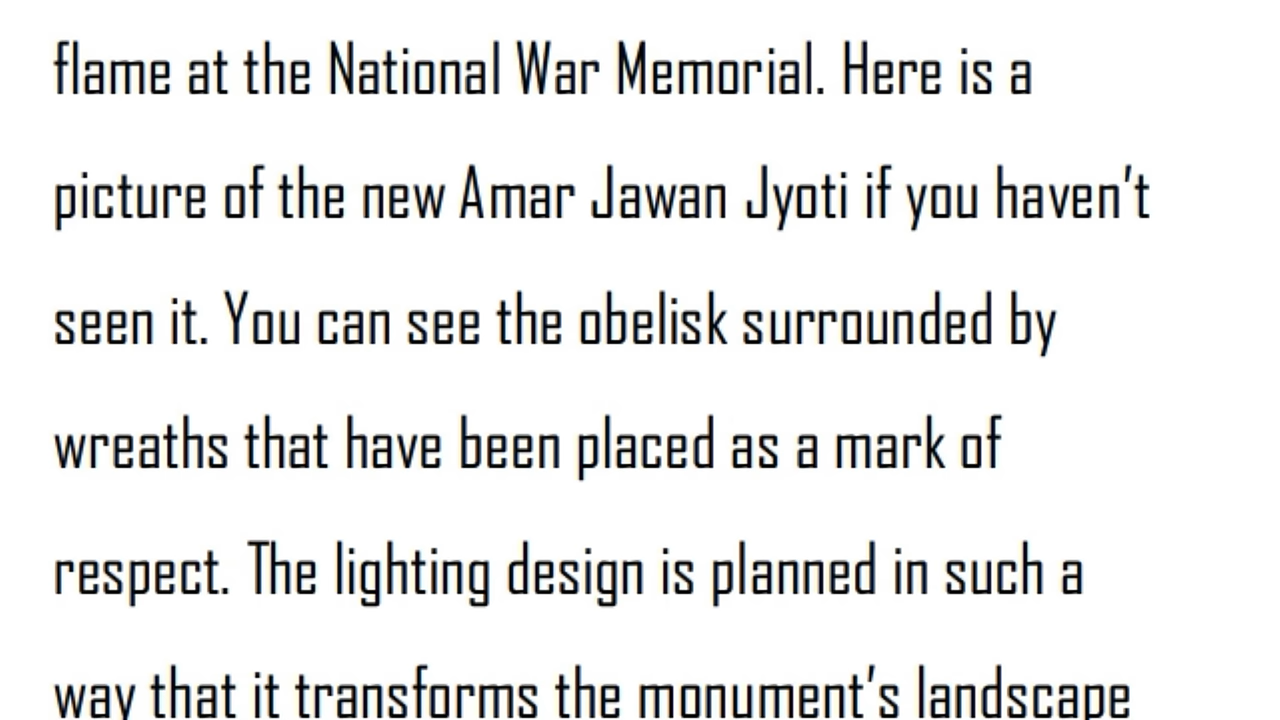 flame at the National War Memorial. Here is a
picture of the new Amar Jawan Jyoti if you haven’t
seen it. You can see the obelisk surrounded by
wreaths that have been placed as a mark of
respect. The lighting design is planned in such a
way that it transforms the monument’s landscape